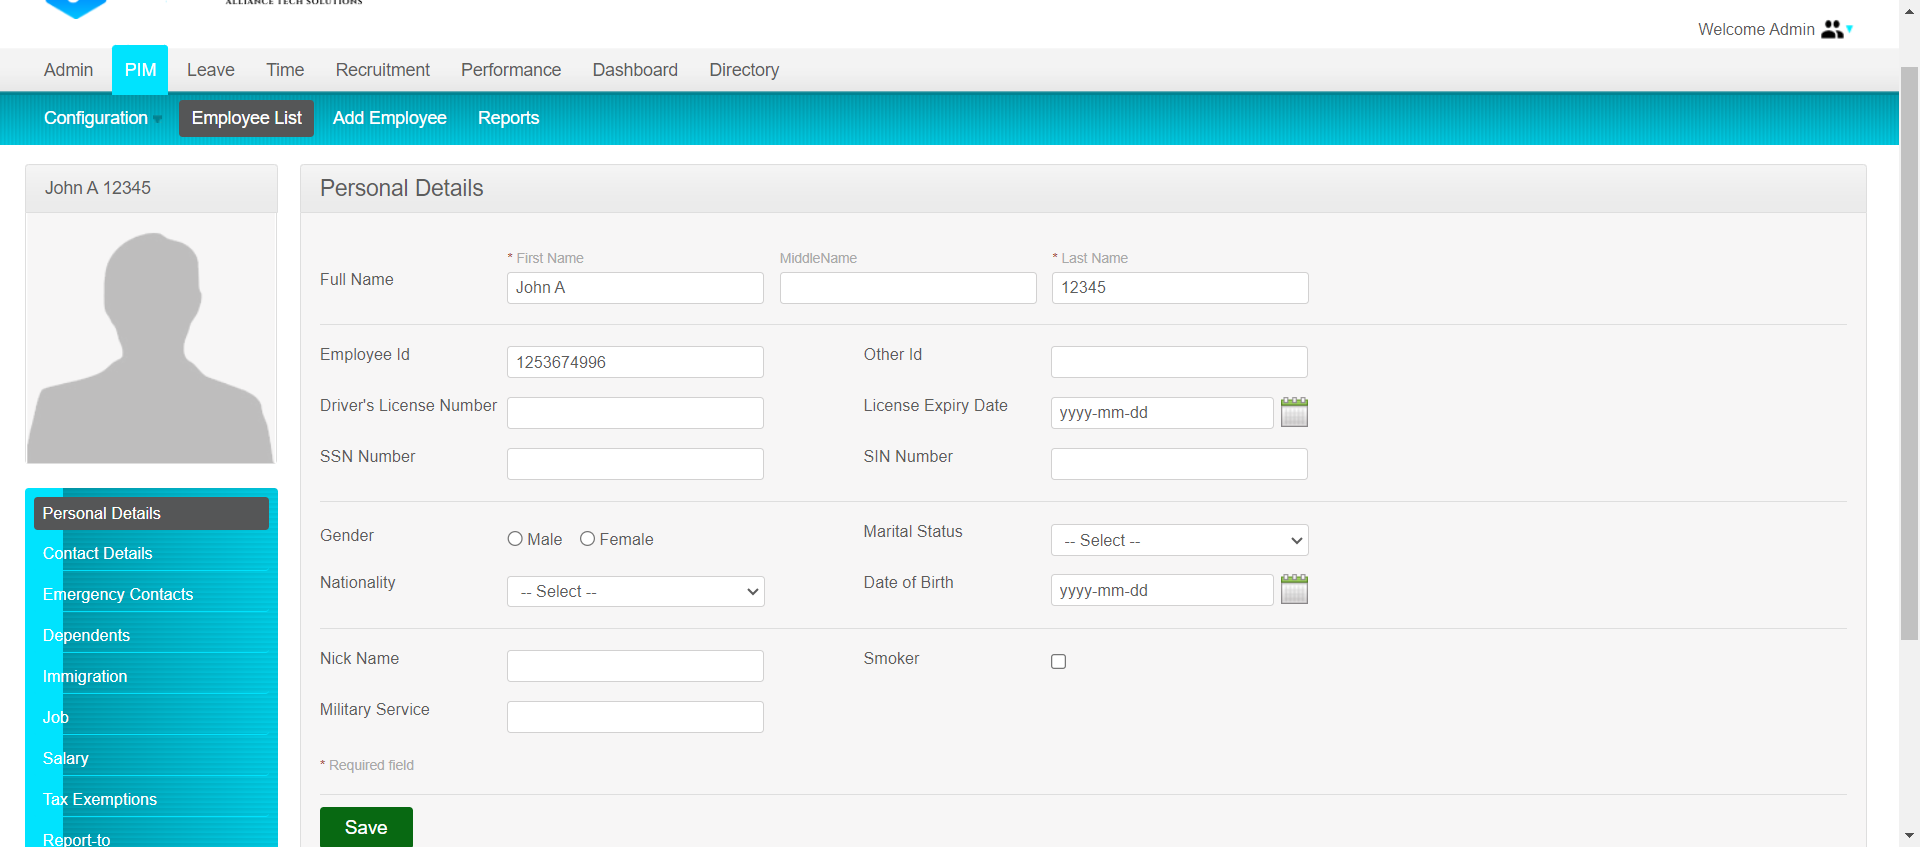 ALLIANCE TECH SOLUTIONS
Welcome Admin
Admin PIM Leave Time Recruitment Performance Dashboard Directory
Configuration Employee List Add Employee Reports
John A 12345
Personal Details
* First Name MiddleName * Last Name
Full Name John A 12345
Employee Id 1253674996 Other Id
Driver's License Number License Expiry Date yyyy-mm-dd
SSN Number SIN Number
Gender Male Female Marital Status -- Select --
Nationality -- Select -- Date of Birth yyyy-mm-dd
Nick Name Smoker
Military Service
* Required field
Save
Personal Details
Contact Details
Emergency Contacts
Dependents
Immigration
Job
Salary
Tax Exemptions
Report-to